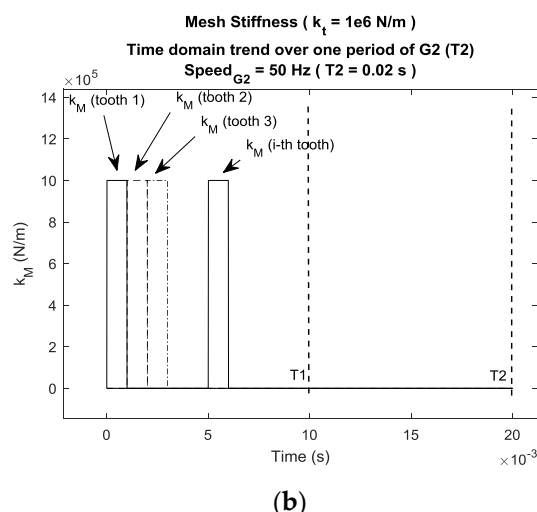 Mesh Stiffness ( k_t = 1e6 N/m )
Time domain trend over one period of G2 (T2)
Speed_G2 = 50 Hz ( T2 = 0.02 s )
×10^5
k_M (tooth 1)
k_M (tooth 2)
k_M (tooth 3)
k_M (i-th tooth)
14
12
10
8
6
4
2
0
k_M (N/m)
T1
T2
0
5
10
15
20
Time (s)
×10^-3
(b)